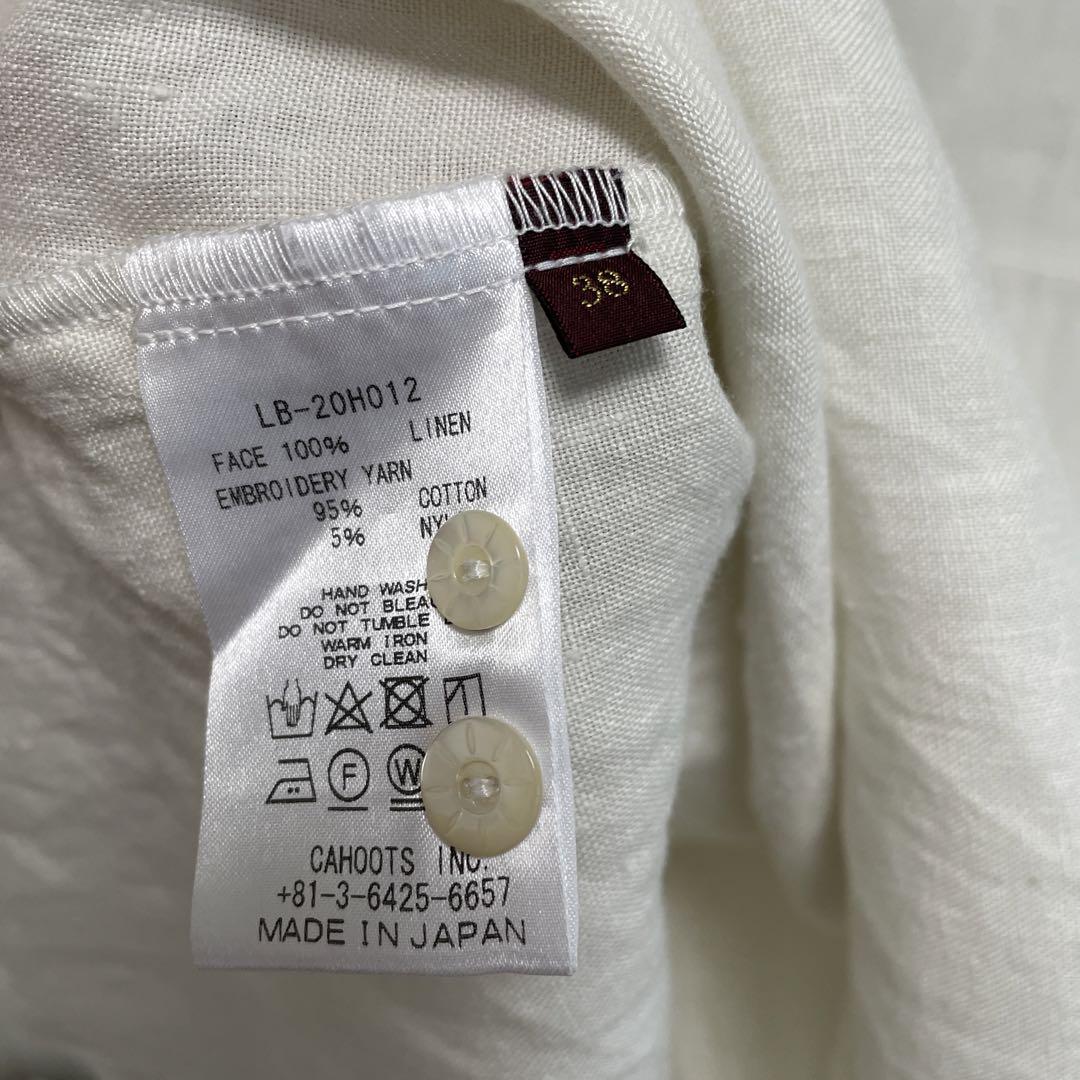 38
LB-20H012
FACE 100% LINEN
EMBROIDERY YARN
95% COTTON
5%
HAND WASH
DO NOT
DO NOT TUMBLE
WARM IRON
DRY CLEAN
F
W
CAHOOTS INC.
+81-3-6425-6657
MADE IN JAPAN